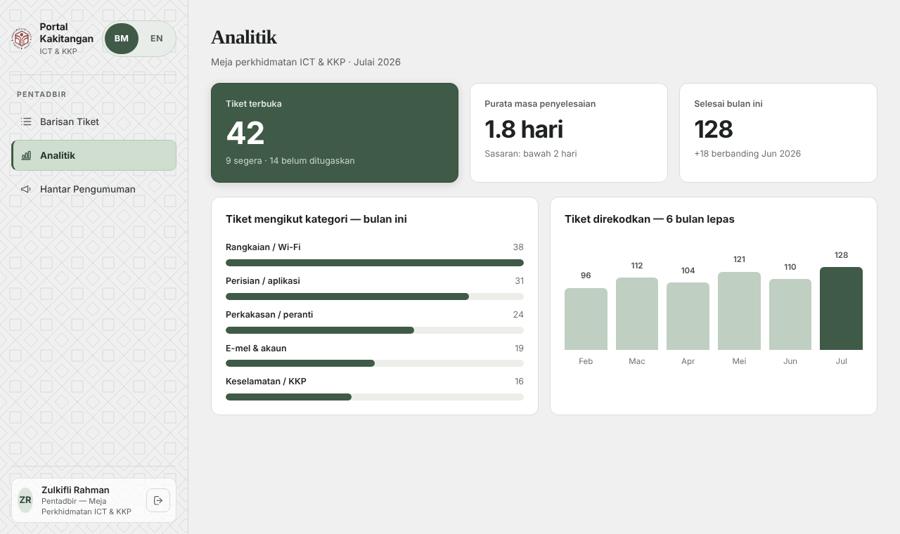 Portal
Kakitangan
ICT & KKP
BM
EN
PENTADBIR
Barisan Tiket
Analitik
Hantar Pengumuman
ZR
Zulkifli Rahman
Pentadbir — Meja
Perkhidmatan ICT & KKP
Analitik
Meja perkhidmatan ICT & KKP · Julai 2026
Tiket terbuka
42
9 segera · 14 belum ditugaskan
Purata masa penyelesaian
1.8 hari
Sasaran: bawah 2 hari
Selesai bulan ini
128
+18 berbanding Jun 2026
Tiket mengikut kategori — bulan ini
Rangkaian / Wi-Fi 38
Perisian / aplikasi 31
Perkakasan / peranti 24
E-mel & akaun 19
Keselamatan / KKP 16
Tiket direkodkan — 6 bulan lepas
96 112 104 121 110 128
Feb Mac Apr Mei Jun Jul